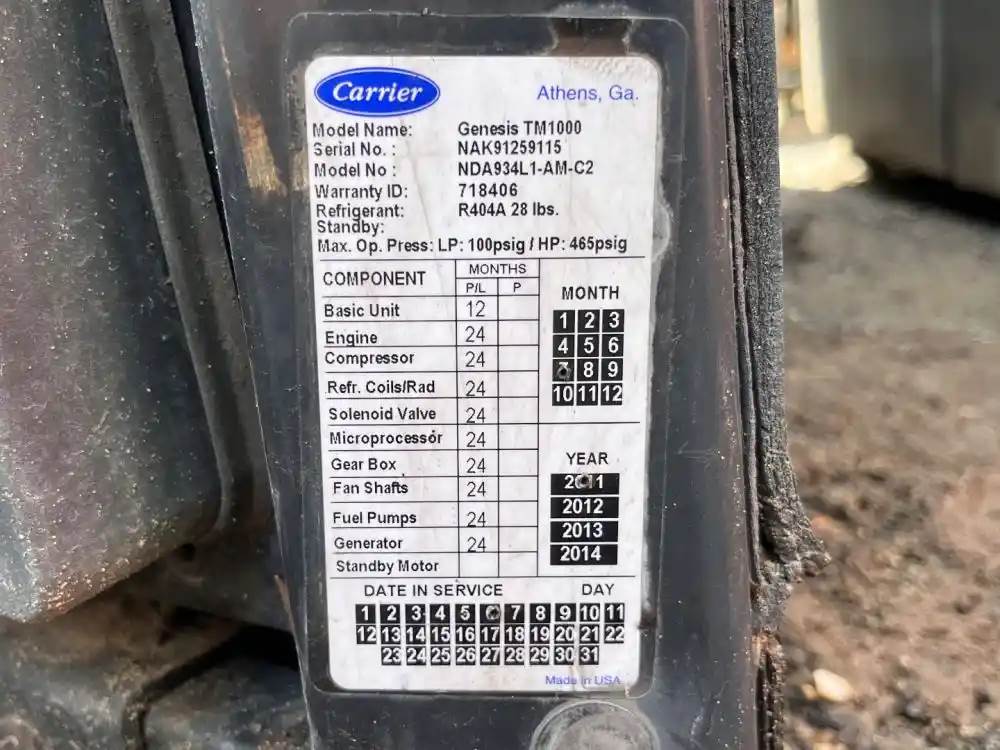 Carrier Athens, Ga.
Model Name: Genesis TM1000
Serial No. : NAK91259115
Model No : NDA934L1-AM-C2
Warranty ID: 718406
Refrigerant: R404A 28 lbs.
Standby:
Max. Op. Press: LP: 100psig / HP: 465psig
COMPONENT MONTHS
P/L P
Basic Unit 12
Engine 24
Compressor 24
Refr. Coils/Rad 24
Solenoid Valve 24
Microprocessor 24
Gear Box 24
Fan Shafts 24
Fuel Pumps 24
Generator 24
Standby Motor
MONTH
1 2 3
4 5 6
7 8 9
10 11 12
YEAR
2011
2012
2013
2014
DATE IN SERVICE DAY
1 2 3 4 5 6 7 8 9 10 11
12 13 14 15 16 17 18 19 20 21 22
23 24 25 26 27 28 29 30 31
Made in USA